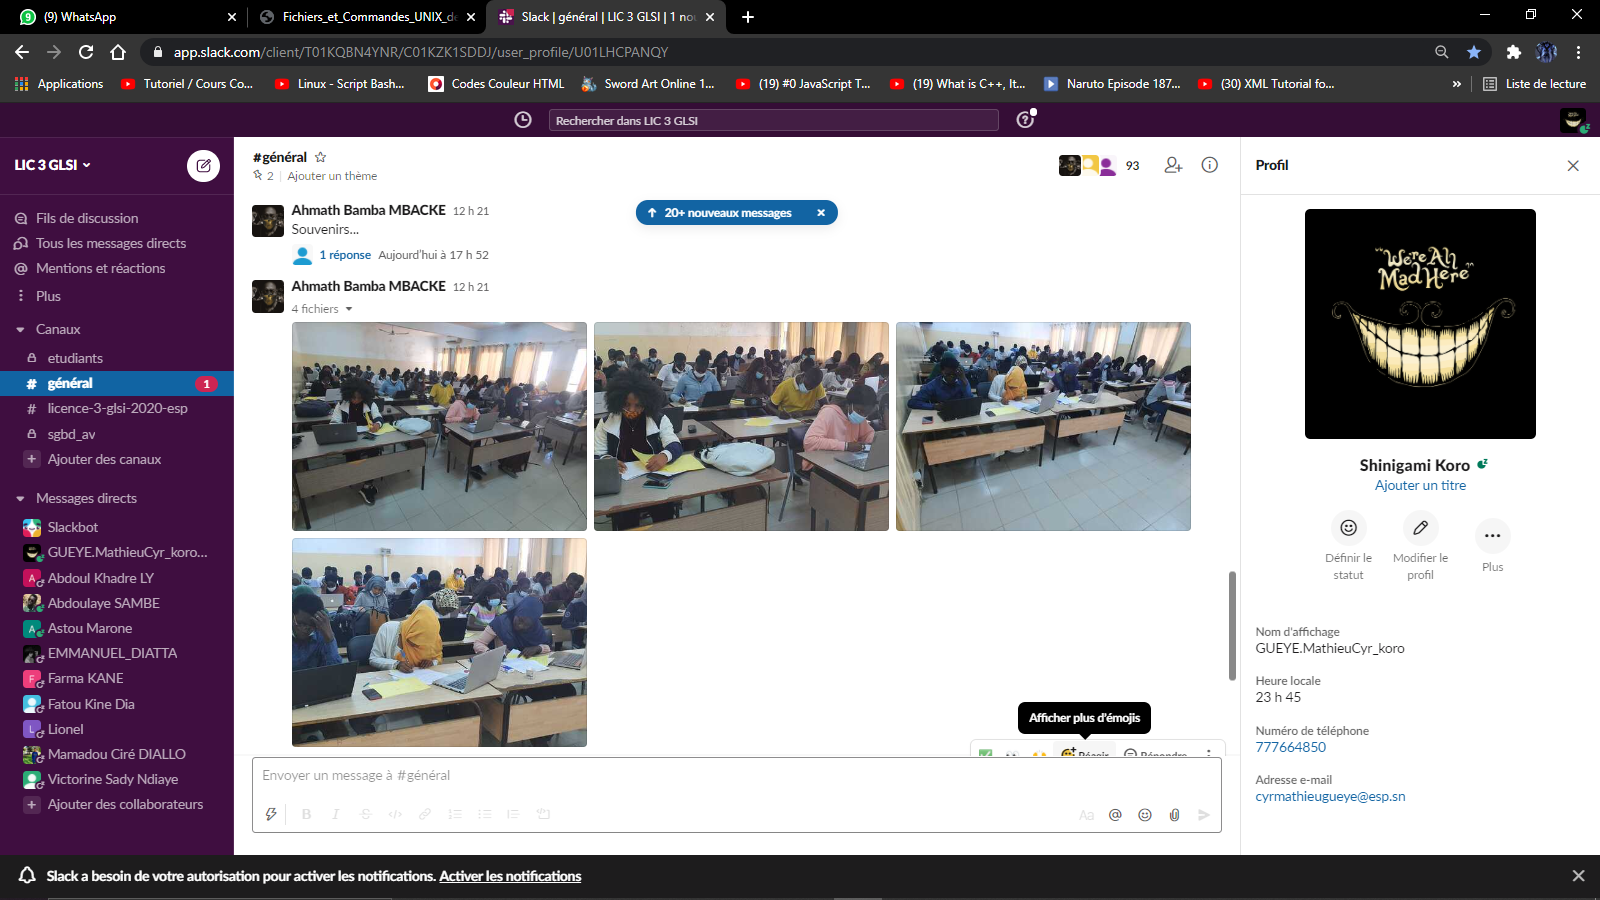 (9) WhatsApp
Fichiers_et_Commandes_UNIX_de
Slack | général | LIC 3 GLSI | 1 nou
app.slack.com/client/T01KQBN4YNR/C01KZK1SDDJ/user_profile/U01LHCPANQY
Applications
Tutoriel / Cours Co...
Linux - Script Bash...
Codes Couleur HTML
Sword Art Online 1...
(19) #0 JavaScript T...
(19) What is C++, It...
Naruto Episode 187...
(30) XML Tutorial fo...
»
Liste de lecture
Rechercher dans LIC 3 GLSI
LIC 3 GLSI
Fils de discussion
Tous les messages directs
Mentions et réactions
Plus
Canaux
etudiants
# général 1
# licence-3-glsi-2020-esp
sgbd_av
+ Ajouter des canaux
Messages directs
Slackbot
GUEYE.MathieuCyr_koro...
A Abdoul Khadre LY
Abdoulaye SAMBE
A Astou Marone
EMMANUEL_DIATTA
F Farma KANE
Fatou Kine Dia
L Lionel
Mamadou Ciré DIALLO
Victorine Sady Ndiaye
+ Ajouter des collaborateurs
#général
2 | Ajouter un thème
93
20+ nouveaux messages
Ahmath Bamba MBACKE 12 h 21
Souvenirs...
1 réponse Aujourd'hui à 17 h 52
Ahmath Bamba MBACKE 12 h 21
4 fichiers
Afficher plus d'émojis
Réagir
Répondre
Envoyer un message à #général
B I S </>
Aa @
Profil
"We're All
Mad Here"
Shinigami Koro
Ajouter un titre
Définir le
statut
Modifier le
profil
Plus
Nom d'affichage
GUEYE.MathieuCyr_koro
Heure locale
23 h 45
Numéro de téléphone
777664850
Adresse e-mail
cyrmathieugueye@esp.sn
Slack a besoin de votre autorisation pour activer les notifications. Activer les notifications